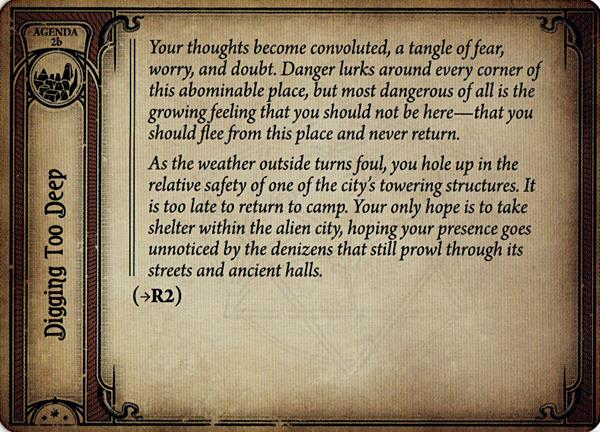 AGENDA
2b
Digging Too Deep
Your thoughts become convoluted, a tangle of fear,
worry, and doubt. Danger lurks around every corner of
this abominable place, but most dangerous of all is the
growing feeling that you should not be here—that you
should flee from this place and never return.
As the weather outside turns foul, you hole up in the
relative safety of one of the city's towering structures. It
is too late to return to camp. Your only hope is to take
shelter within the alien city, hoping your presence goes
unnoticed by the denizens that still prowl through its
streets and ancient halls.
(→R2)